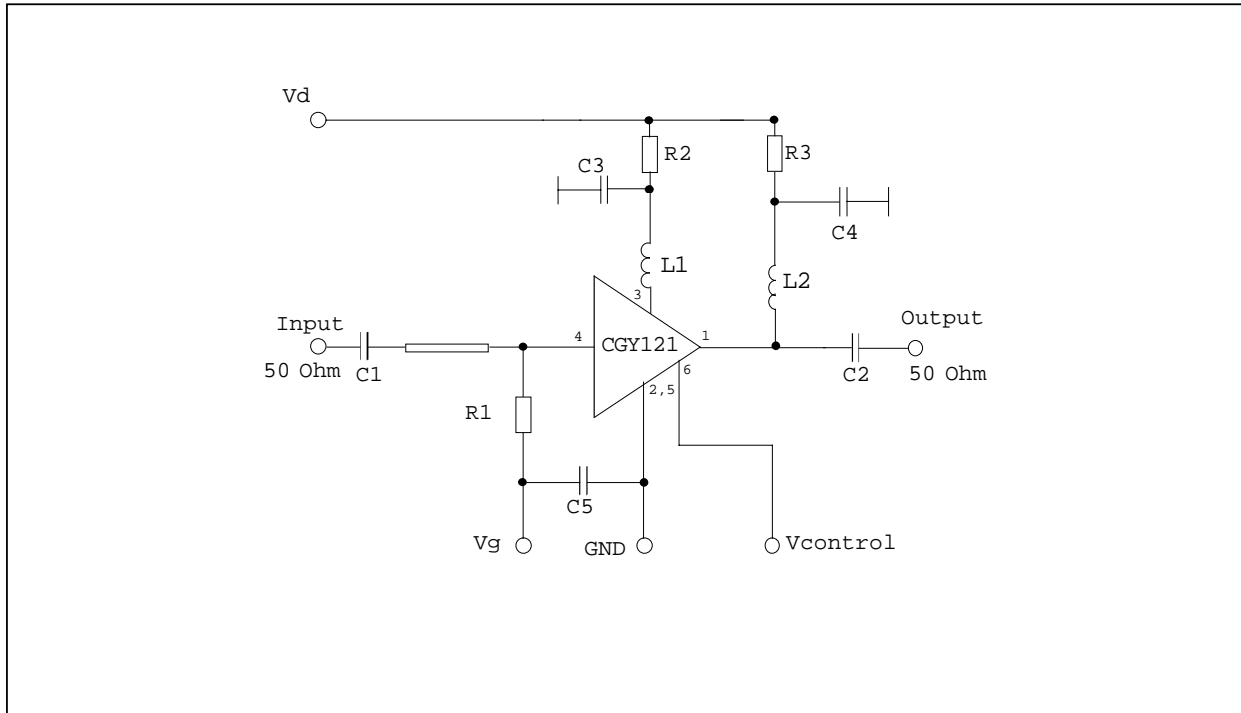 Vd
R2
R3
C3
C4
L1
L2
3
Input
4
CGY121
1
Output
50 Ohm
C1
6
C2
50 Ohm
2,5
R1
C5
Vg
GND
Vcontrol